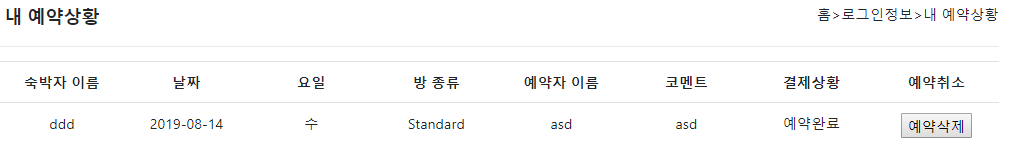 내 예약상황 홈>로그인정보>내 예약상황
숙박자 이름 날짜 요일 방 종류 예약자 이름 코멘트 결제상황 예약취소
ddd 2019-08-14 수 Standard asd asd 예약완료 예약삭제